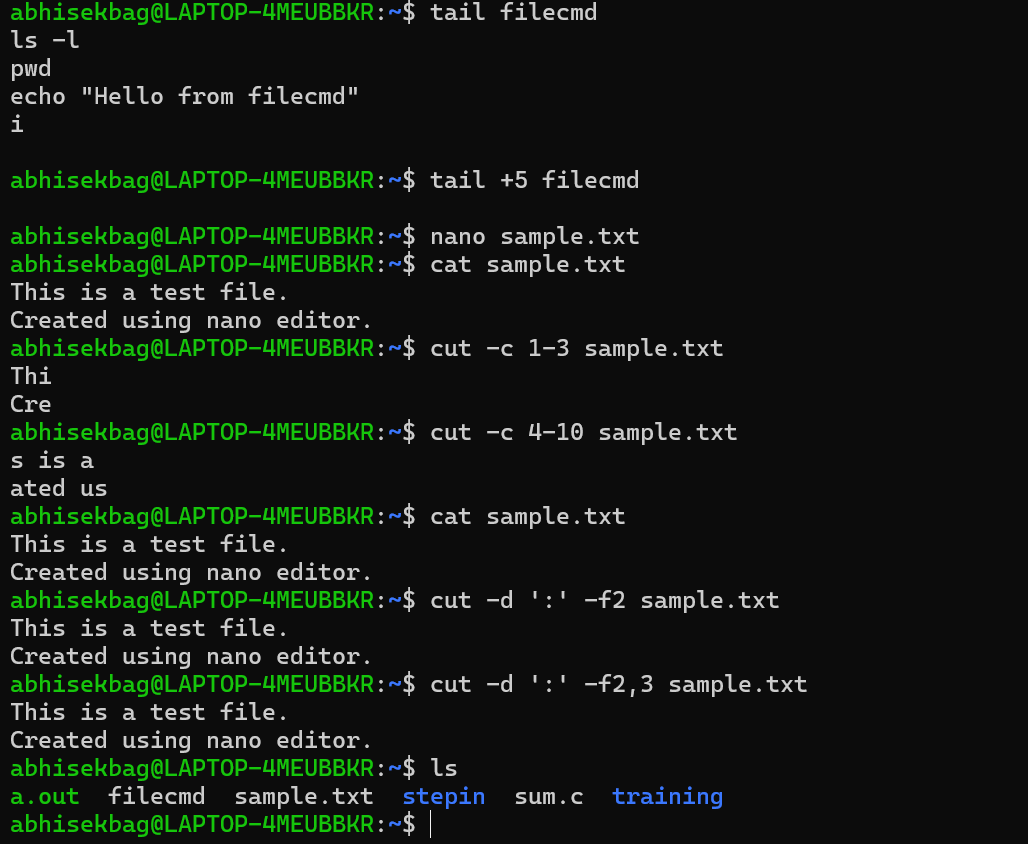 abhisekbag@LAPTOP-4MEUBBKR:~$ tail filecmd
ls -l
pwd
echo "Hello from filecmd"
i

abhisekbag@LAPTOP-4MEUBBKR:~$ tail +5 filecmd

abhisekbag@LAPTOP-4MEUBBKR:~$ nano sample.txt
abhisekbag@LAPTOP-4MEUBBKR:~$ cat sample.txt
This is a test file.
Created using nano editor.
abhisekbag@LAPTOP-4MEUBBKR:~$ cut -c 1-3 sample.txt
Thi
Cre
abhisekbag@LAPTOP-4MEUBBKR:~$ cut -c 4-10 sample.txt
s is a
ated us
abhisekbag@LAPTOP-4MEUBBKR:~$ cat sample.txt
This is a test file.
Created using nano editor.
abhisekbag@LAPTOP-4MEUBBKR:~$ cut -d ':' -f2 sample.txt
This is a test file.
Created using nano editor.
abhisekbag@LAPTOP-4MEUBBKR:~$ cut -d ':' -f2,3 sample.txt
This is a test file.
Created using nano editor.
abhisekbag@LAPTOP-4MEUBBKR:~$ ls
a.out  filecmd  sample.txt  stepin  sum.c  training
abhisekbag@LAPTOP-4MEUBBKR:~$